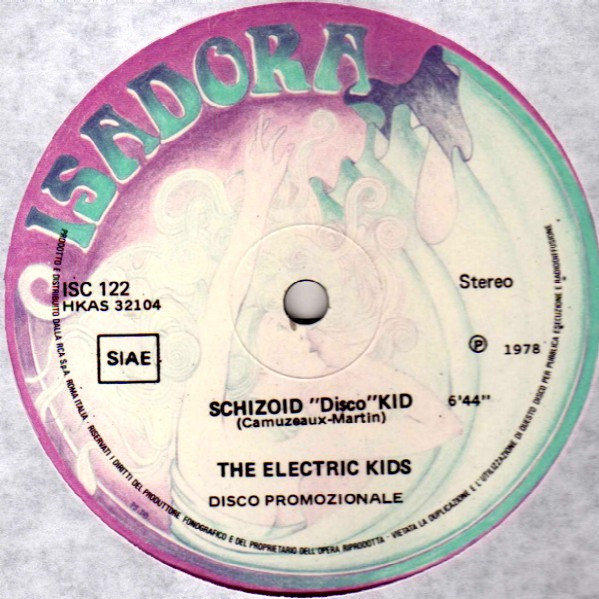 ISADORA
ISC 122
HKAS 32104
SIAE
Stereo
℗ 1978
SCHIZOID "Disco" KID 6'44"
(Camuzeaux-Martin)
THE ELECTRIC KIDS
DISCO PROMOZIONALE
PRODOTTO E DISTRIBUITO DALLA RCA S.p.A. ROMA ITALIA · RISERVATI I DIRITTI DEL PRODUTTORE FONOGRAFICO E DEL PROPRIETARIO DELL'OPERA RIPRODOTTA - VIETATA LA DUPLICAZIONE E L'UTILIZZAZIONE DI QUESTO DISCO PER PUBBLICA ESECUZIONE E RADIODIFFUSIONE